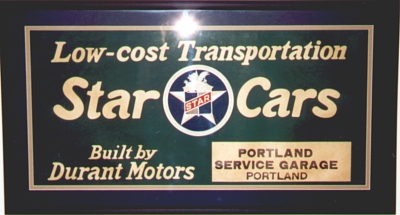 Low-cost Transportation
Star Cars
STAR
Built by
Durant Motors
PORTLAND
SERVICE GARAGE
PORTLAND